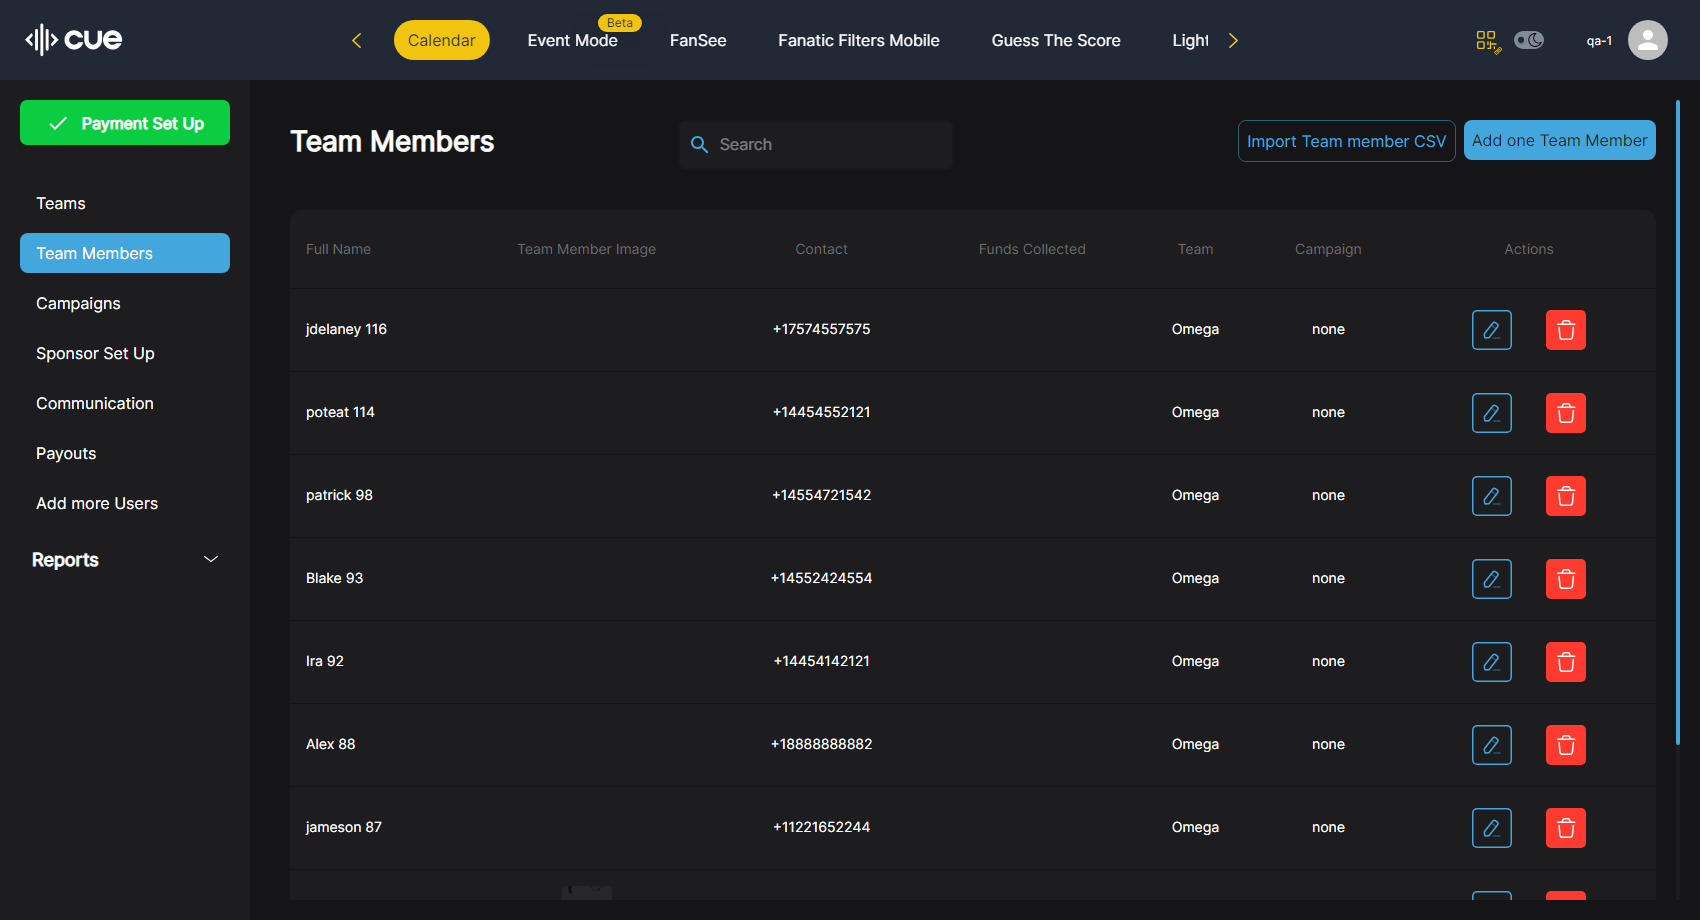 cue
Calendar
Event Mode
Beta
FanSee
Fanatic Filters Mobile
Guess The Score
Light
qa-1
Payment Set Up
Teams
Team Members
Campaigns
Sponsor Set Up
Communication
Payouts
Add more Users
Reports
Team Members
Search
Import Team member CSV
Add one Team Member
Full Name Team Member Image Contact Funds Collected Team Campaign Actions
jdelaney 116 +17574557575 Omega none
poteat 114 +14454552121 Omega none
patrick 98 +14554721542 Omega none
Blake 93 +14552424554 Omega none
Ira 92 +14454142121 Omega none
Alex 88 +18888888882 Omega none
jameson 87 +11221652244 Omega none